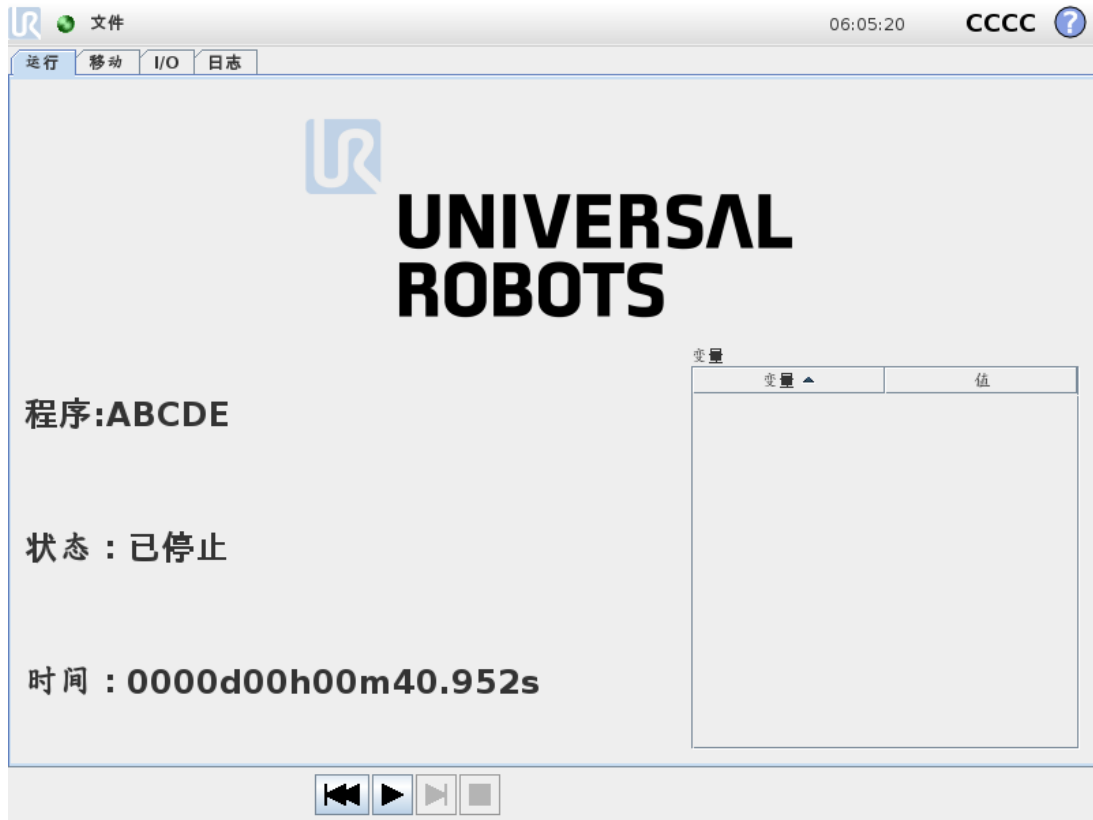 文件
06:05:20
CCCC
?
运行 移动 I/O 日志
UR
UNIVERSAL
ROBOTS
变量
变量 值
程序:ABCDE
状态：已停止
时间：0000d00h00m40.952s